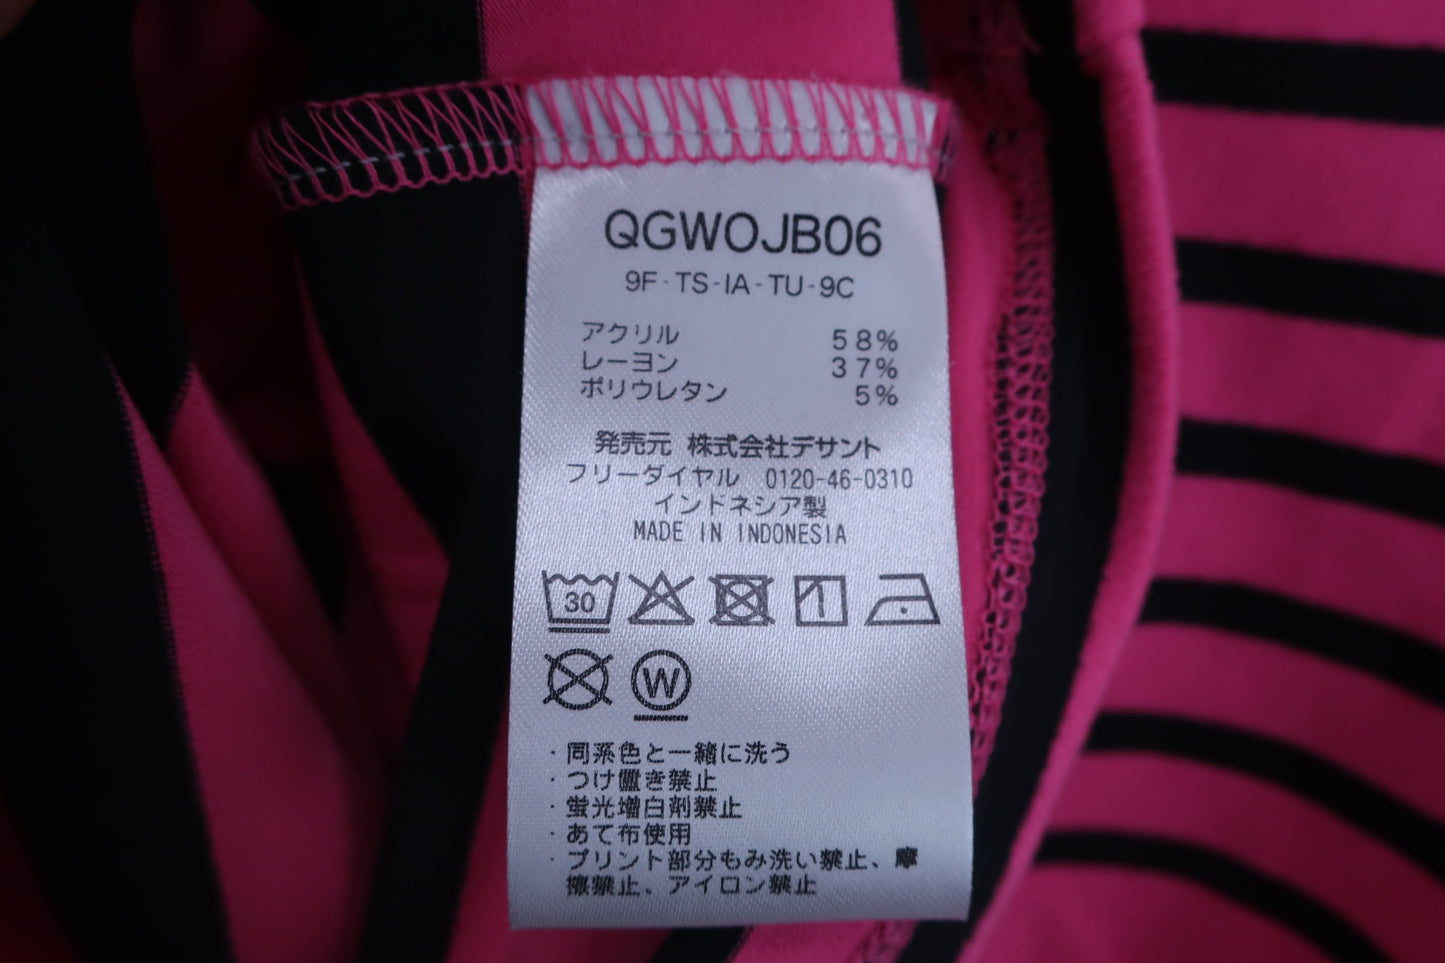 QGWOJB06
9F-TS-IA-TU-9C
アクリル 58%
レーヨン 37%
ポリウレタン 5%
発売元 株式会社デサント
フリーダイヤル 0120-46-0310
インドネシア製
MADE IN INDONESIA
30
W
・同系色と一緒に洗う
・つけ置き禁止
・蛍光増白剤禁止
・あて布使用
・プリント部分もみ洗い禁止、摩
擦禁止、アイロン禁止